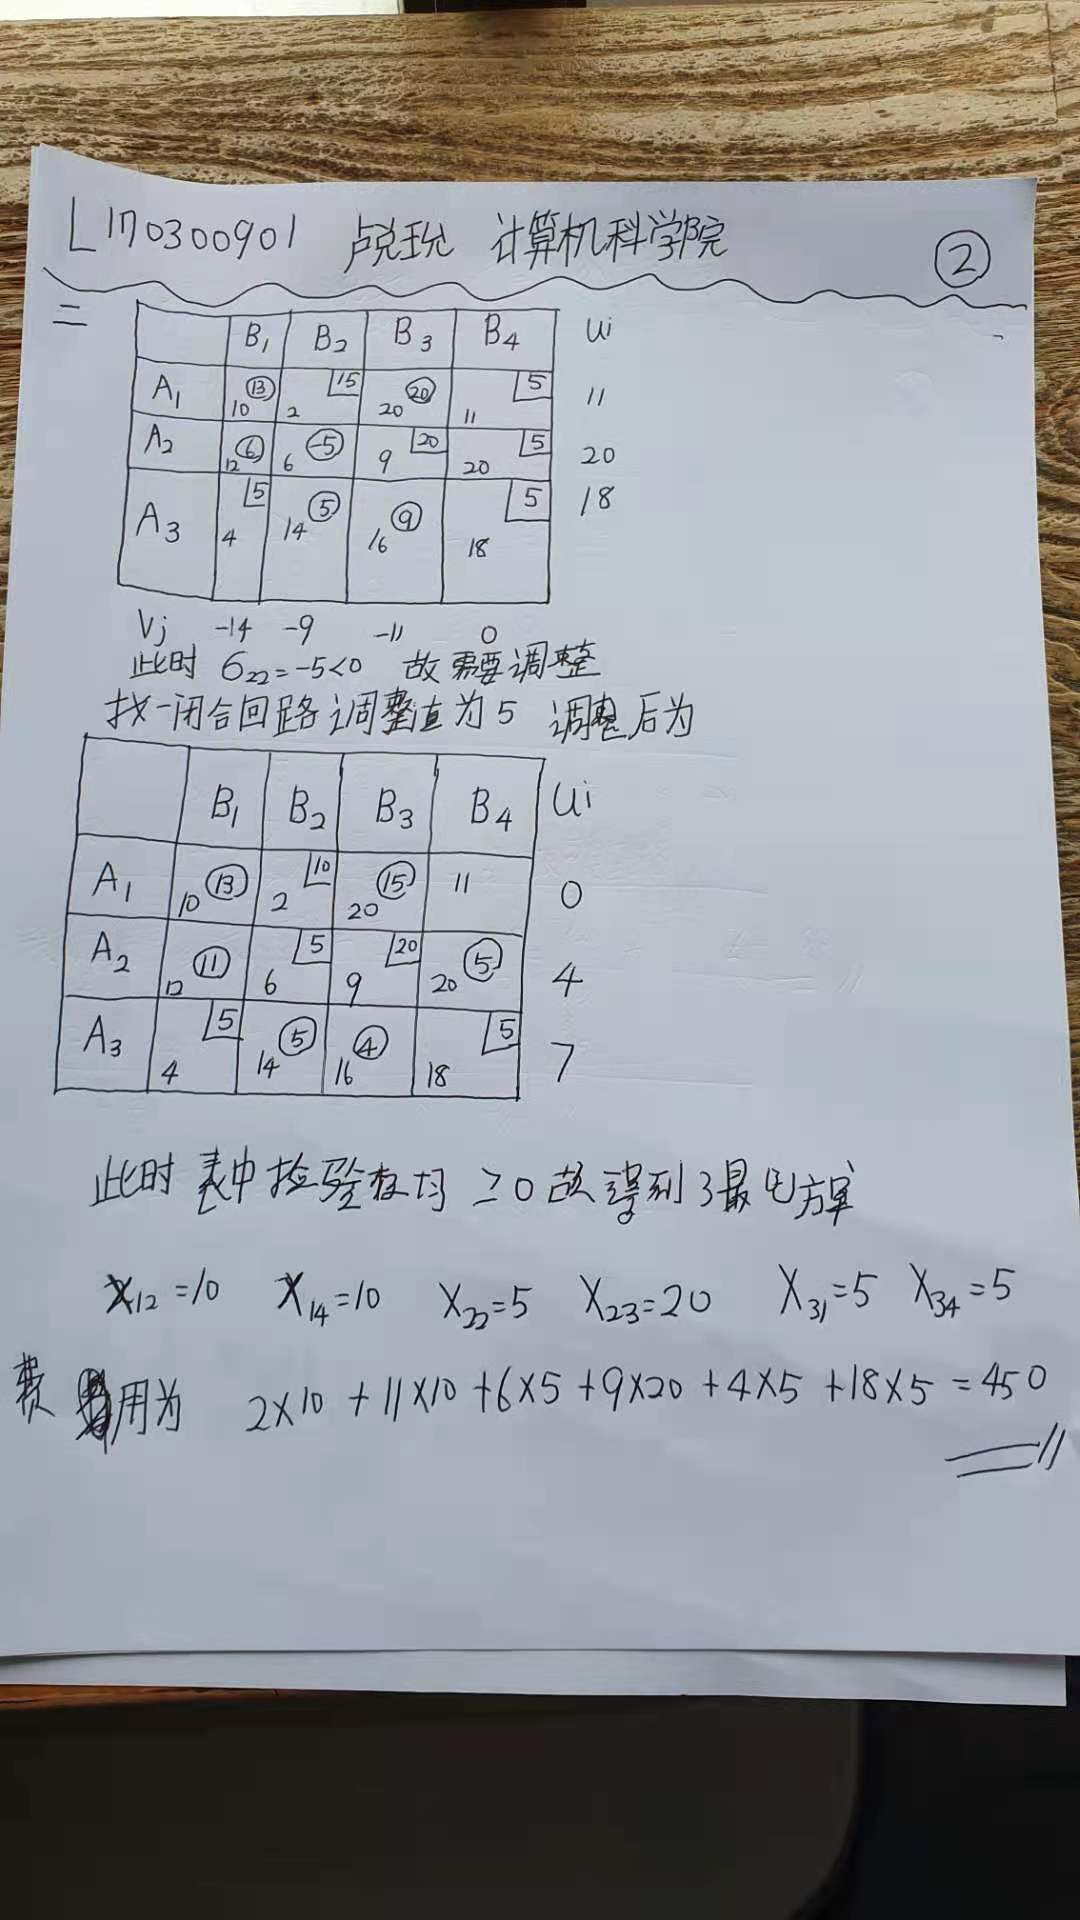 L170300901 卢锐玧 计算机科学院 ②
二
B1 B2 B3 B4 Ui
A1 10 ⑬ 2 15 20 ⑳ 11 5 11
A2 12 ⑥ 6 (-5) 9 20 20 5 20
A3 4 5 14 ⑤ 16 ⑨ 18 5 18
Vj -14 -9 -11 0
此时 б22=-5<0 故需要调整
找一闭合回路调整值为5 调整后为
B1 B2 B3 B4 Ui
A1 10 ⑬ 2 10 20 ⑮ 11 0
A2 12 ⑪ 6 5 9 20 20 ⑤ 4
A3 4 5 14 ⑤ 16 ④ 18 5 7
此时表中检验数均≥0故得到了最优方案
X12=10 X14=10 X22=5 X23=20 X31=5 X34=5
费用为 2×10+11×10+6×5+9×20+4×5+18×5=450